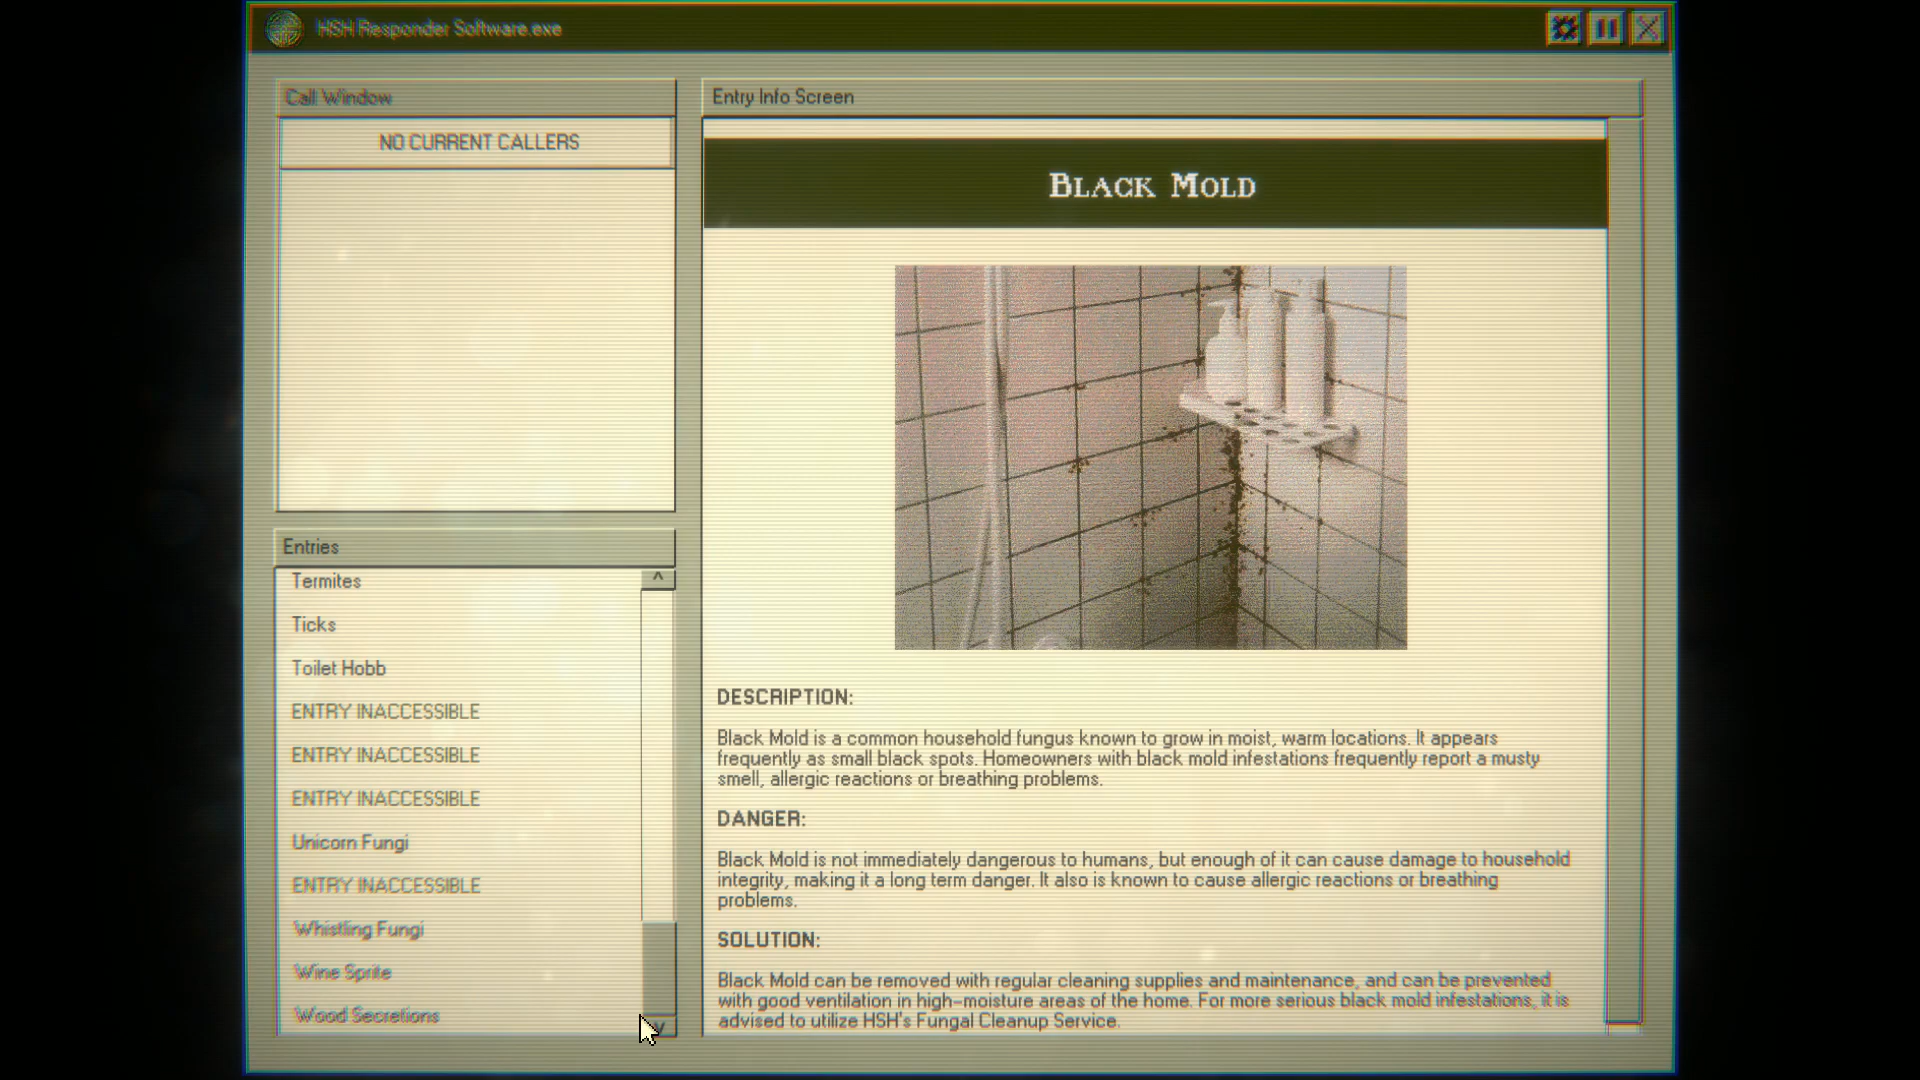 HSH Responder Software.exe
Call Window
NO CURRENT CALLERS
Entries
Termites
Ticks
Toilet Hobb
ENTRY INACCESSIBLE
ENTRY INACCESSIBLE
ENTRY INACCESSIBLE
Unicorn Fungi
ENTRY INACCESSIBLE
Whistling Fungi
Wine Sprite
Wood Secretions
Entry Info Screen
BLACK MOLD
DESCRIPTION:
Black Mold is a common household fungus known to grow in moist, warm locations. It appears
frequently as small black spots. Homeowners with black mold infestations frequently report a musty
smell, allergic reactions or breathing problems.
DANGER:
Black Mold is not immediately dangerous to humans, but enough of it can cause damage to household
integrity, making it a long term danger. It also is known to cause allergic reactions or breathing
problems.
SOLUTION:
Black Mold can be removed with regular cleaning supplies and maintenance, and can be prevented
with good ventilation in high-moisture areas of the home. For more serious black mold infestations, it is
advised to utilize HSH's Fungal Cleanup Service.